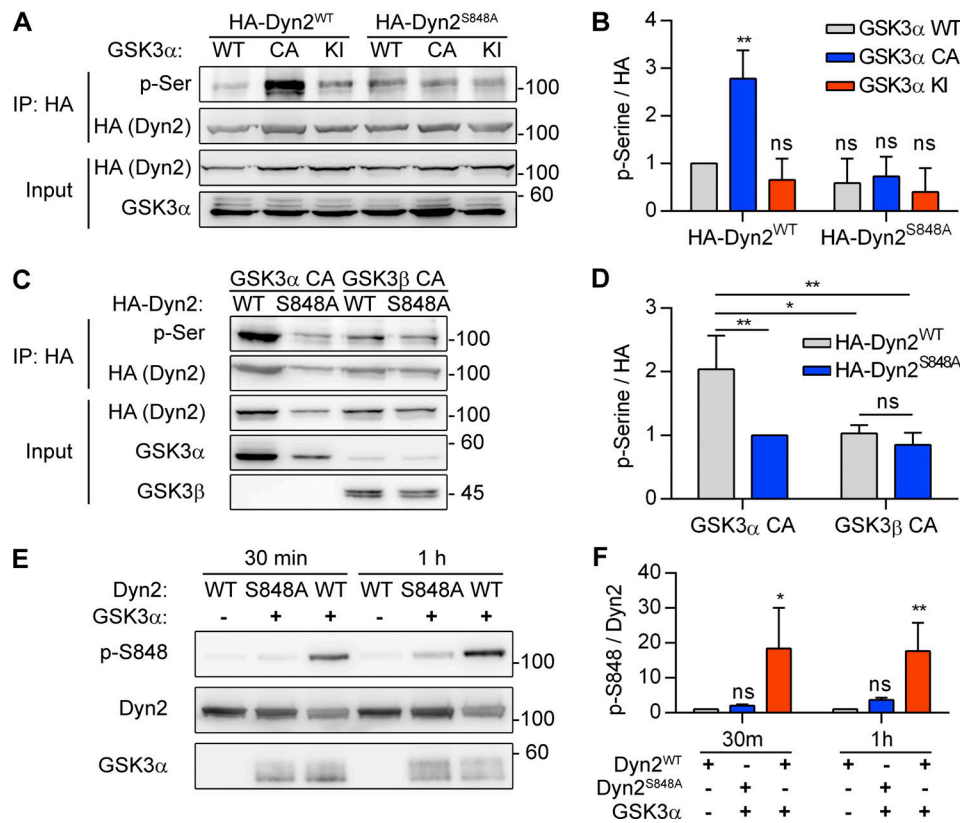 A
HA-Dyn2WT HA-Dyn2S848A
GSK3α: WT CA KI WT CA KI
IP: HA
p-Ser -100
HA (Dyn2) -100
Input
HA (Dyn2) -100
60
GSK3α
B
p-Serine / HA
4
3
2
1
0
GSK3α WT
GSK3α CA
GSK3α KI
** ns ns ns ns
HA-Dyn2WT HA-Dyn2S848A
C
GSK3α CA GSK3β CA
HA-Dyn2: WT S848A WT S848A
IP: HA
p-Ser -100
HA (Dyn2) -100
Input
HA (Dyn2) -100
GSK3α 60
GSK3β - 45
D
p-Serine / HA
3
2
1
0
**
*
**
ns
HA-Dyn2WT
HA-Dyn2S848A
GSK3α CA GSK3β CA
E
30 min 1 h
Dyn2: WT S848A WT WT S848A WT
GSK3α: - + + - + +
p-S848 -100
Dyn2 -100
GSK3α 60
F
p-S848 / Dyn2
40
30
20
10
0
ns * ns **
30m 1h
Dyn2WT + - + + - +
Dyn2S848A - + - - + -
GSK3α - + + - + +